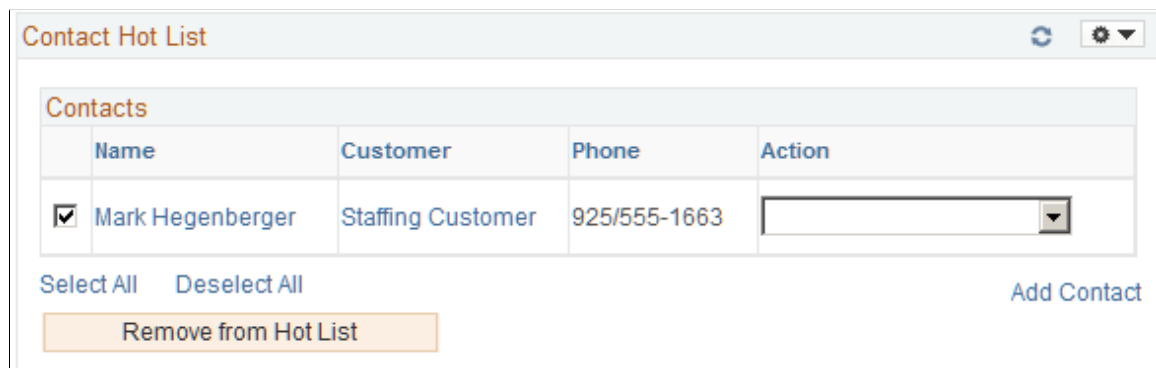 Contact Hot List
Contacts
Name Customer Phone Action
Mark Hegenberger Staffing Customer 925/555-1663
Select All Deselect All Add Contact
Remove from Hot List